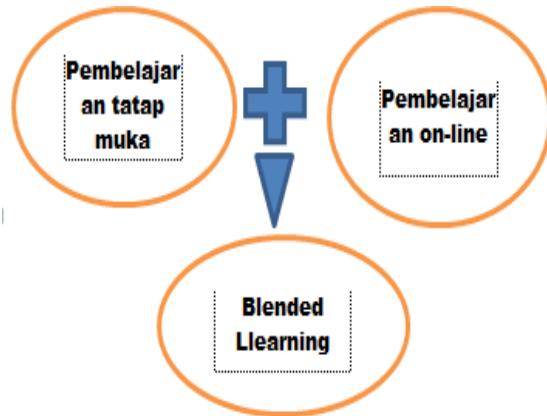 Pembelajar
an tatap
muka
Pembelajar
an on-line
Blended
Llearning